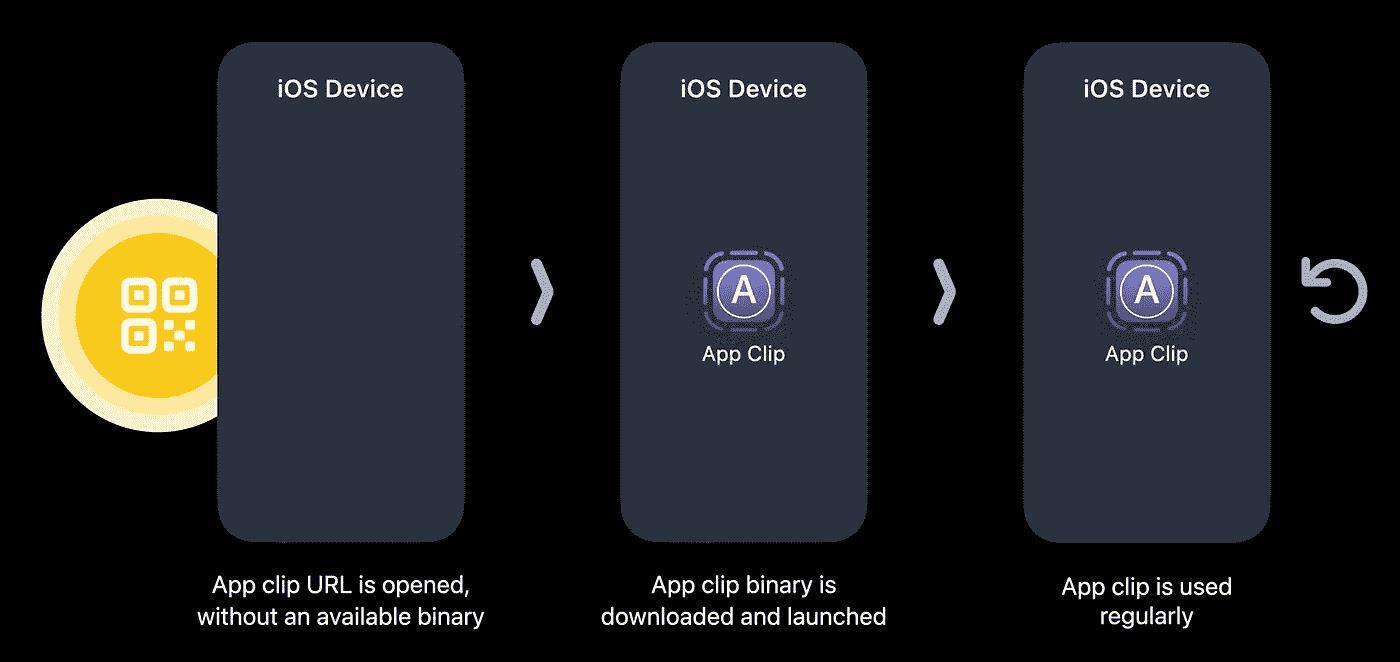 iOS Device
App clip URL is opened,
without an available binary
iOS Device
A
App Clip
App clip binary is
downloaded and launched
iOS Device
A
App Clip
App clip is used
regularly